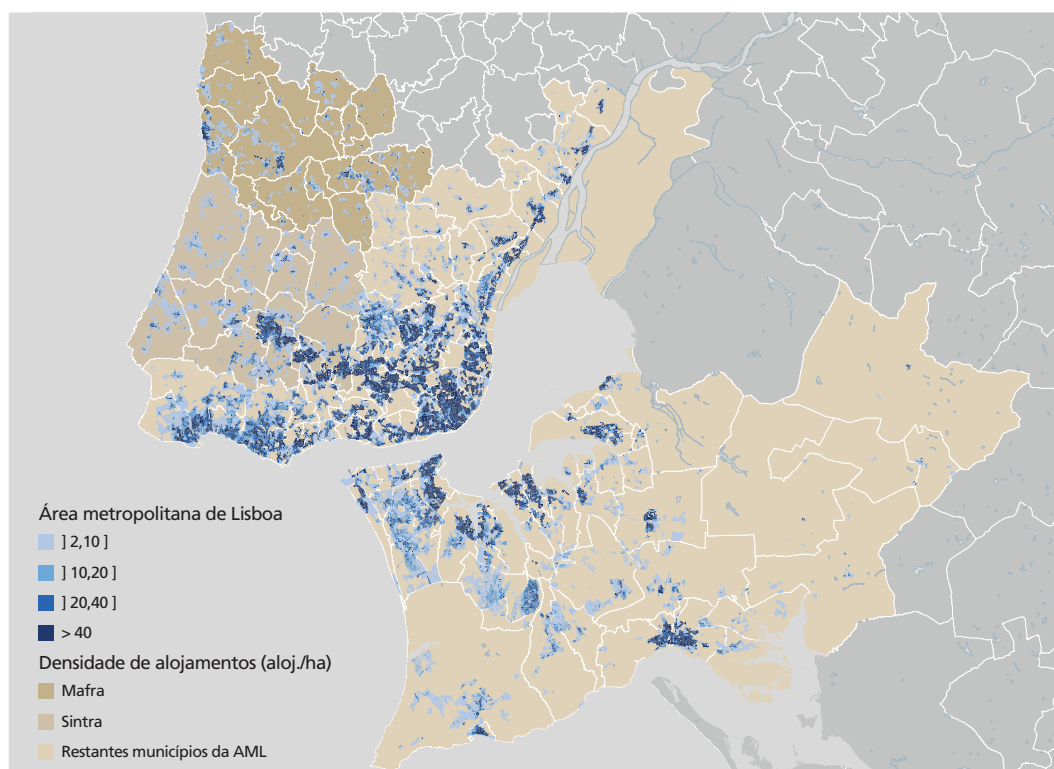 Área metropolitana de Lisboa
] 2,10 ]
] 10,20 ]
] 20,40 ]
> 40
Densidade de alojamentos (aloj./ha)
Mafra
Sintra
Restantes municípios da AML